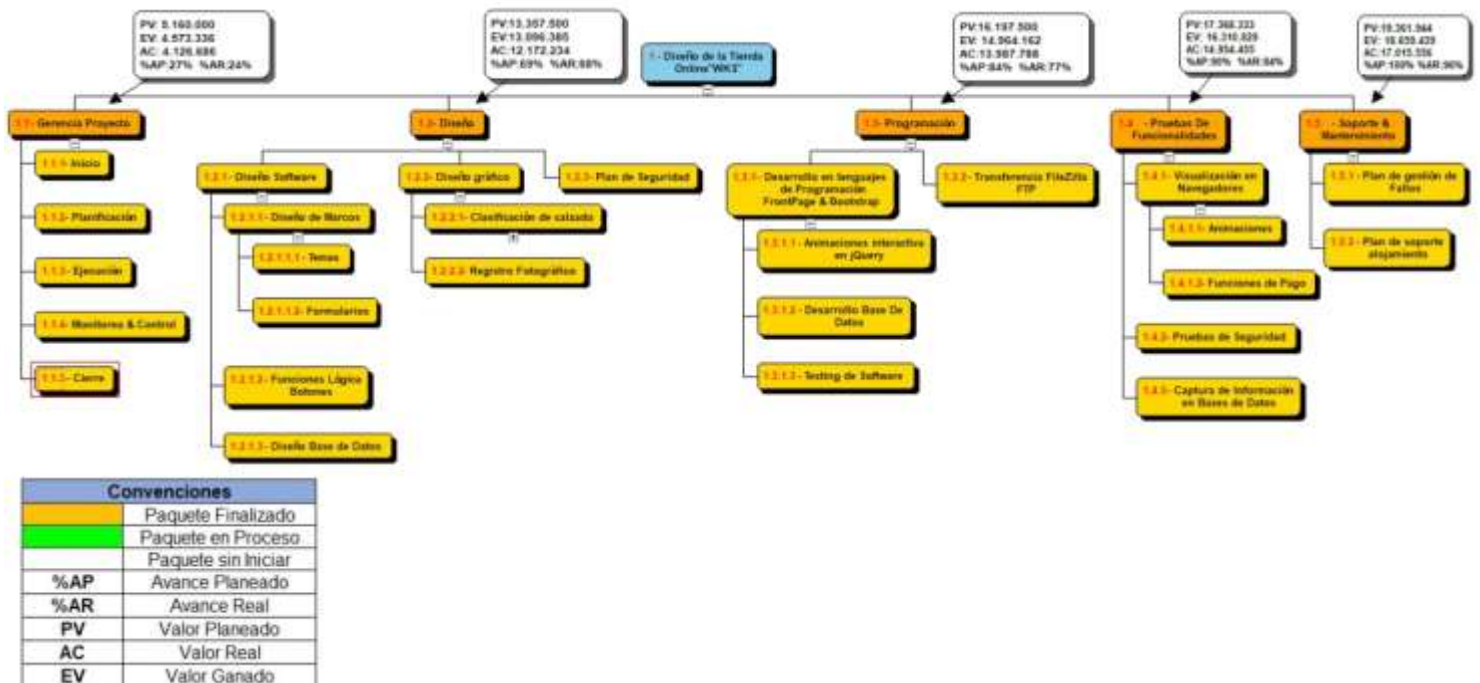 PV: 5.160.000
EV: 4.573.336
AC: 4.126.686
%AP:27% %AR:24%
PV:13.357.500
EV:13.096.385
AC:12.172.234
%AP:69% %AR:68%
1 - Diseño de la Tienda
Online"WKS"
PV:16.197.500
EV: 14.964.162
AC:13.987.788
%AP:84% %AR:77%
PV:17.368.333
EV: 16.310.829
AC:14.954.455
%AP:90% %AR:84%
EV: 18.659.429
AC:17.015.556
%AP:100% %AR:96%
1.1- Gerencia Proyecto
1.2- Diseño
1.3- Programación
1.4 - Pruebas De
Funcionalidades
1.5 - Soporte &
Mantenimiento
1.1.1- Inicio
1.1.2- Planificación
1.1.3- Ejecución
1.1.4- Monitoreo & Control
1.1.5- Cierre
1.2.1- Diseño Software
1.2.1.1- Diseño de Marcos
1.2.1.1.1- Temas
1.2.1.1.2- Formularios
1.2.1.2- Funciones Lógica
Botones
1.2.1.3- Diseño Base de Datos
1.2.2- Diseño gráfico
1.2.2.1- Clasificación de calzado
1.2.2.2- Registro Fotográfico
1.2.3- Plan de Seguridad
1.3.1- Desarrollo en lenguajes
de Programación
FrontPage & Bootstrap
1.3.1.1- Animaciones interactiva
en jQuery
1.3.1.2- Desarrollo Base De
Datos
1.3.1.3- Testing de Software
1.3.2- Transferencia FileZilla
FTP
1.4.1- Visualización en
Navegadores
1.4.1.1- Animaciones
1.4.1.2- Funciones de Pago
1.4.2- Pruebas de Seguridad
1.4.3- Captura de Información
en Bases de Datos
1.5.1 - Plan de gestión de
Fallos
1.5.2 - Plan de soporte
alojamiento
Convenciones
Paquete Finalizado
Paquete en Proceso
Paquete sin Iniciar
%AP Avance Planeado
%AR Avance Real
PV Valor Planeado
AC Valor Real
EV Valor Ganado